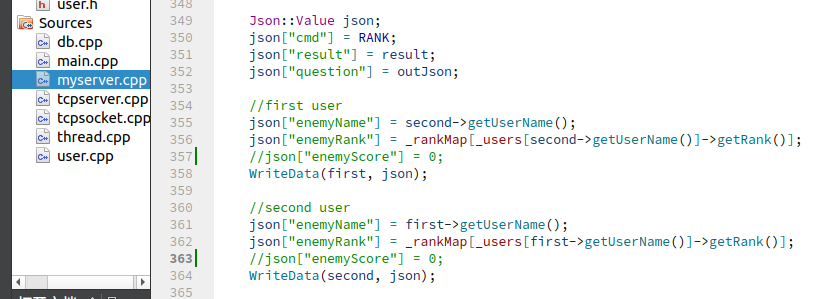 user.h
Sources
db.cpp
main.cpp
myserver.cpp
tcpserver.cpp
tcpsocket.cpp
thread.cpp
user.cpp
348
349 Json::Value json;
350 json["cmd"] = RANK;
351 json["result"] = result;
352 json["question"] = outJson;
353
354 //first user
355 json["enemyName"] = second->getUserName();
356 json["enemyRank"] = _rankMap[_users[second->getUserName()]->getRank()];
357 //json["enemyScore"] = 0;
358 WriteData(first, json);
359
360 //second user
361 json["enemyName"] = first->getUserName();
362 json["enemyRank"] = _rankMap[_users[first->getUserName()]->getRank()];
363 //json["enemyScore"] = 0;
364 WriteData(second, json);
365